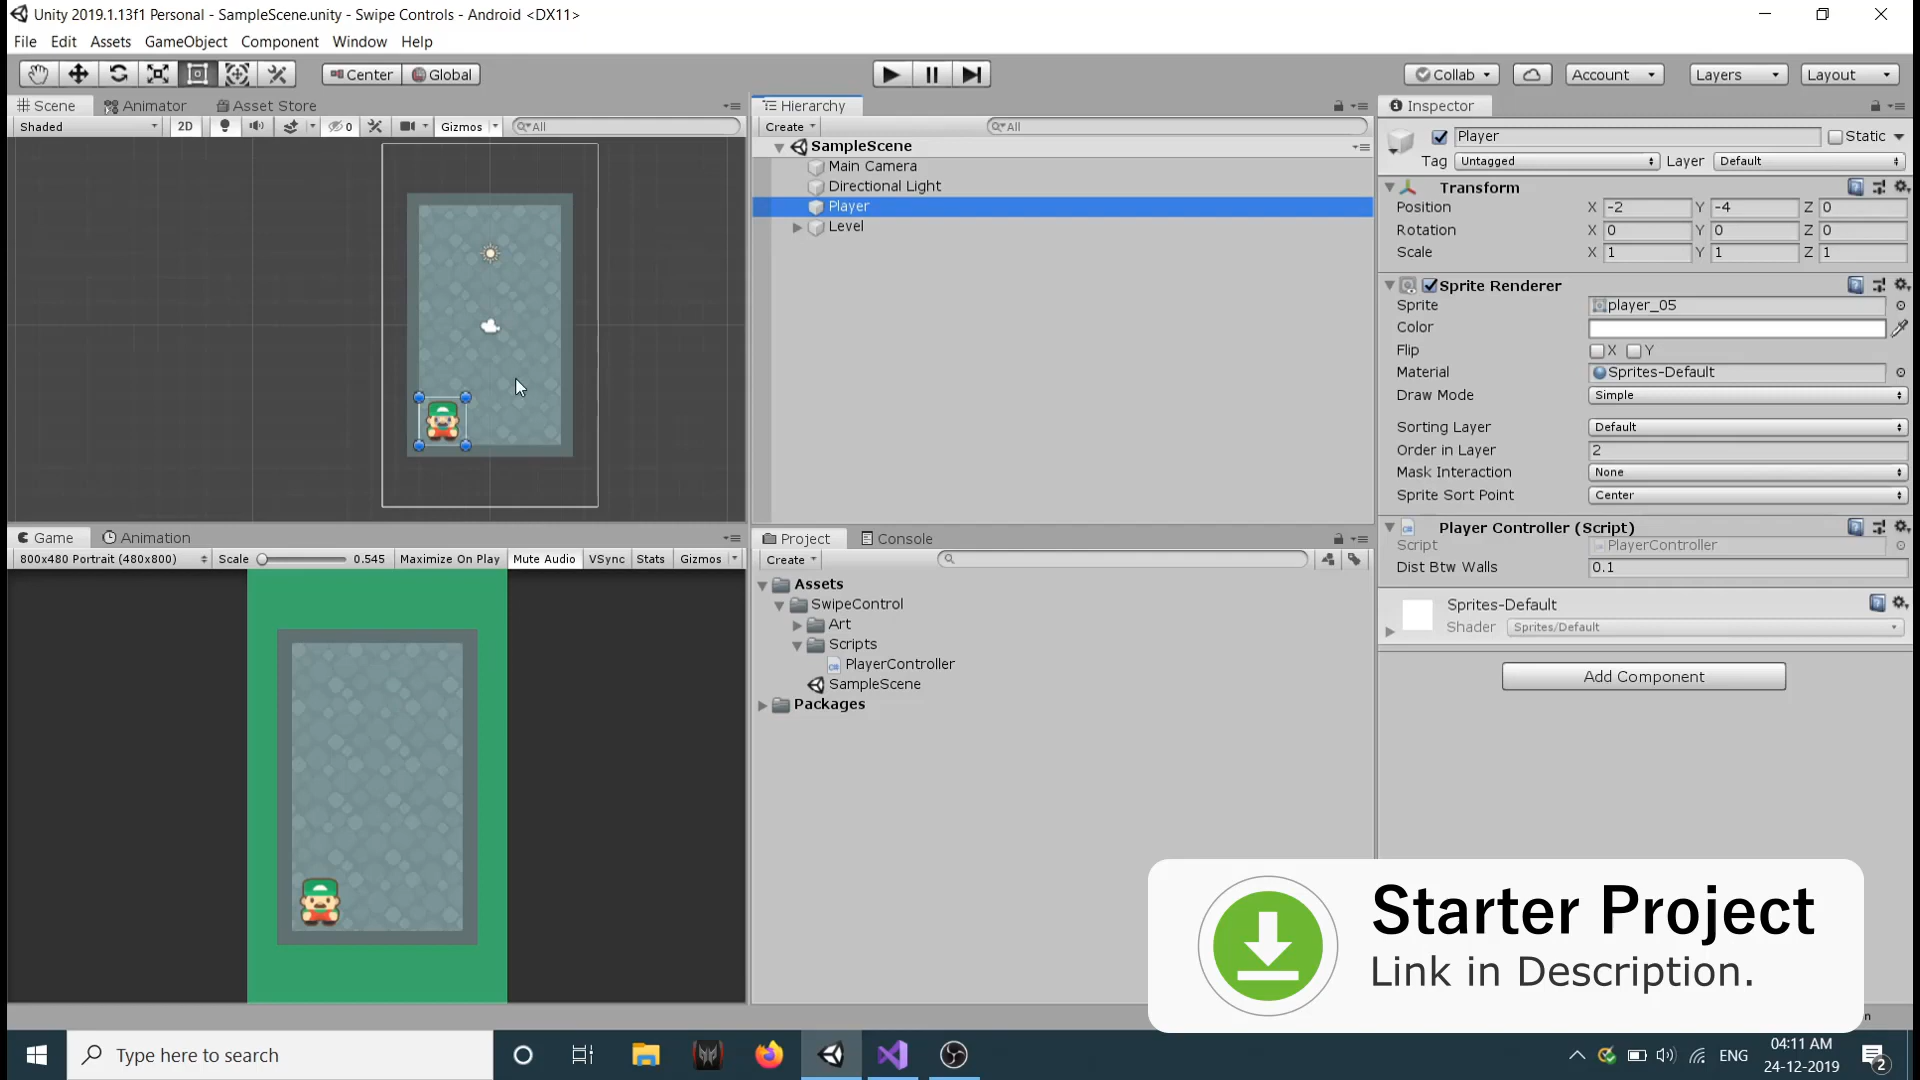 Unity 2019.1.13f1 Personal - SampleScene.unity - Swipe Controls - Android <DX11>
File Edit Assets GameObject Component Window Help
Center Global Collab Account Layers Layout
Scene Animator Asset Store
Shaded 2D 0 Gizmos All
Hierarchy
Create All
SampleScene
Main Camera
Directional Light
Player
Level
Inspector
Player Static
Tag Untagged Layer Default
Transform
Position X -2 Y -4 Z 0
Rotation X 0 Y 0 Z 0
Scale X 1 Y 1 Z 1
Sprite Renderer
Sprite player_05
Color
Flip X Y
Material Sprites-Default
Draw Mode Simple
Sorting Layer Default
Order in Layer 2
Mask Interaction None
Sprite Sort Point Center
Player Controller (Script)
Script PlayerController
Dist Btw Walls 0.1
Sprites-Default
Shader Sprites/Default
Add Component
Game Animation
800x480 Portrait (480x800) Scale 0.545 Maximize On Play Mute Audio VSync Stats Gizmos
Project Console
Create
Assets
SwipeControl
Art
Scripts
PlayerController
SampleScene
Packages
Starter Project
Link in Description.
Type here to search
ENG
04:11 AM
24-12-2019
2